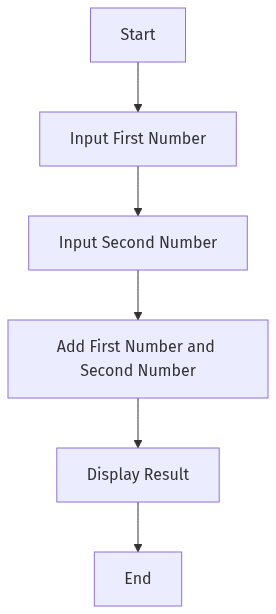 Start
Input First Number
Input Second Number
Add First Number and
Second Number
Display Result
End